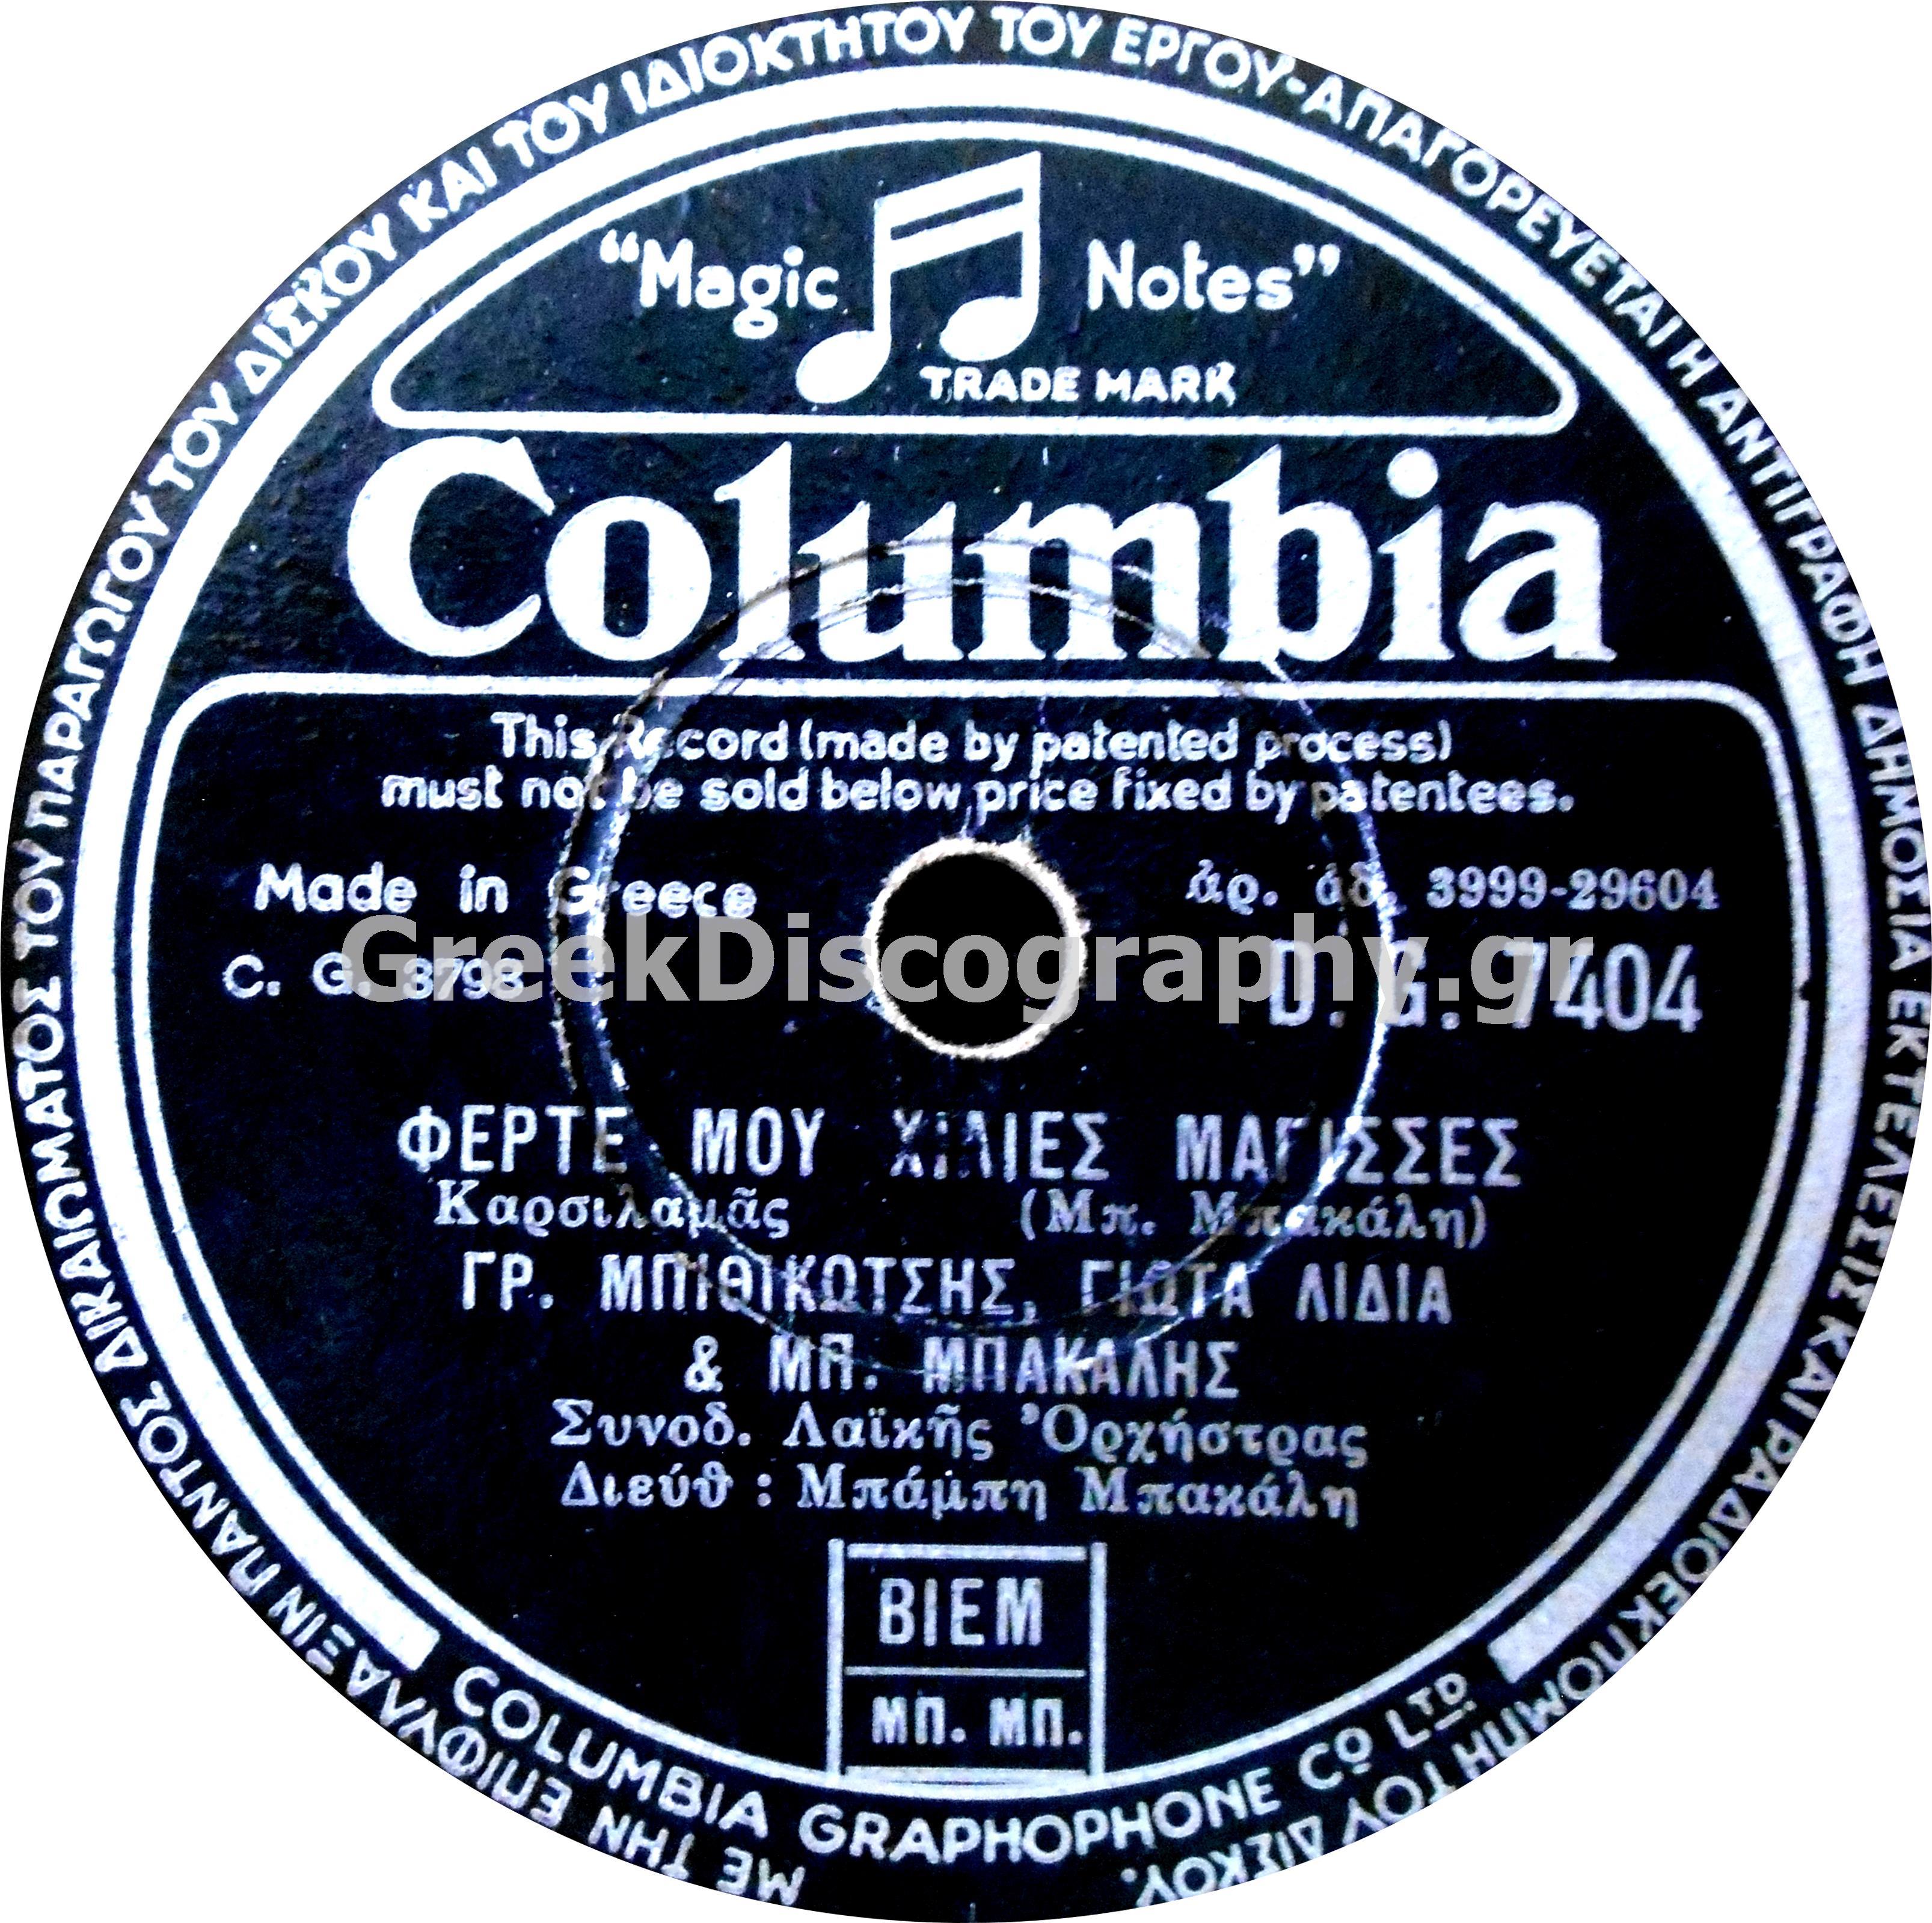 ΜΕ ΤΗΝ ΕΠΙΦΥΛΑΞΙΝ ΠΑΝΤΟΣ ΔΙΚΑΙΩΜΑΤΟΣ ΤΟΥ ΠΑΡΑΓΩΓΟΥ ΤΟΥ ΔΙΣΚΟΥ ΚΑΙ ΤΟΥ ΙΔΙΟΚΤΗΤΟΥ ΤΟΥ ΕΡΓΟΥ-ΑΠΑΓΟΡΕΥΕΤΑΙ Η ΑΝΤΙΓΡΑΦΗ ΔΗΜΟΣΙΑ ΕΚΤΕΛΕΣΙΣ ΚΑΙ ΡΑΔΙΟΕΚΠΟΜΠΗ ΤΟΥ ΔΙΣΚΟΥ.
"Magic Notes"
TRADE MARK
Columbia
This Record (made by patented process)
must not be sold below price fixed by patentees.
Made in Greece ἀρ. ἀδ. 3999-29604
C. G. 3798 D. G. 7404
GreekDiscography.gr
ΦΕΡΤΕ ΜΟΥ ΧΙΛΙΕΣ ΜΑΓΙΣΣΕΣ
Καρσιλαμᾶς (Μπ. Μπακάλη)
ΓΡ. ΜΠΙΘΙΚΩΤΣΗΣ, ΓΙΩΤΑ ΛΙΔΙΑ
& ΜΠ. ΜΠΑΚΑΛΗΣ
Συνοδ. Λαϊκῆς Ὀρχήστρας
Διεύθ : Μπάμπη Μπακάλη
BIEM
ΜΠ. ΜΠ.
COLUMBIA GRAPHOPHONE CO LTD